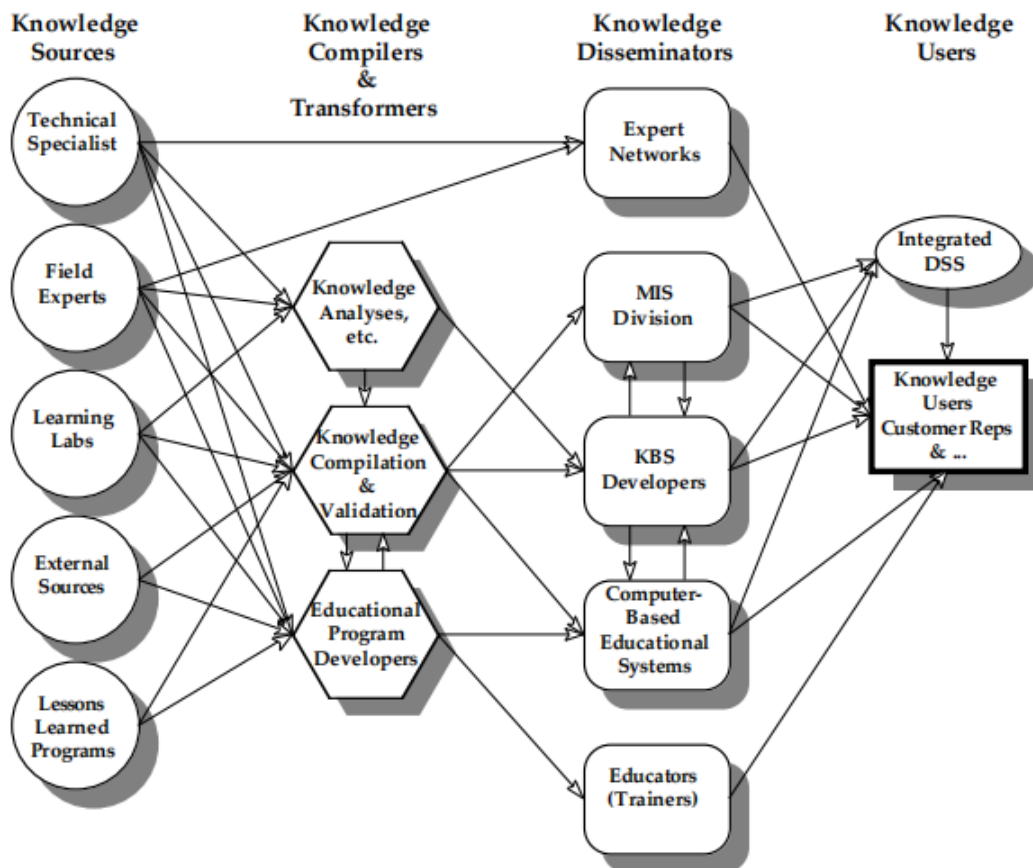 Knowledge
Sources
Knowledge
Compilers
&
Transformers
Knowledge
Disseminators
Knowledge
Users
Technical
Specialist
Field
Experts
Learning
Labs
External
Sources
Lessons
Learned
Programs
Knowledge
Analyses,
etc.
Knowledge
Compilation
&
Validation
Educational
Program
Developers
Expert
Networks
MIS
Division
KBS
Developers
Computer-
Based
Educational
Systems
Educators
(Trainers)
Integrated
DSS
Knowledge
Users
Customer Reps
& ...